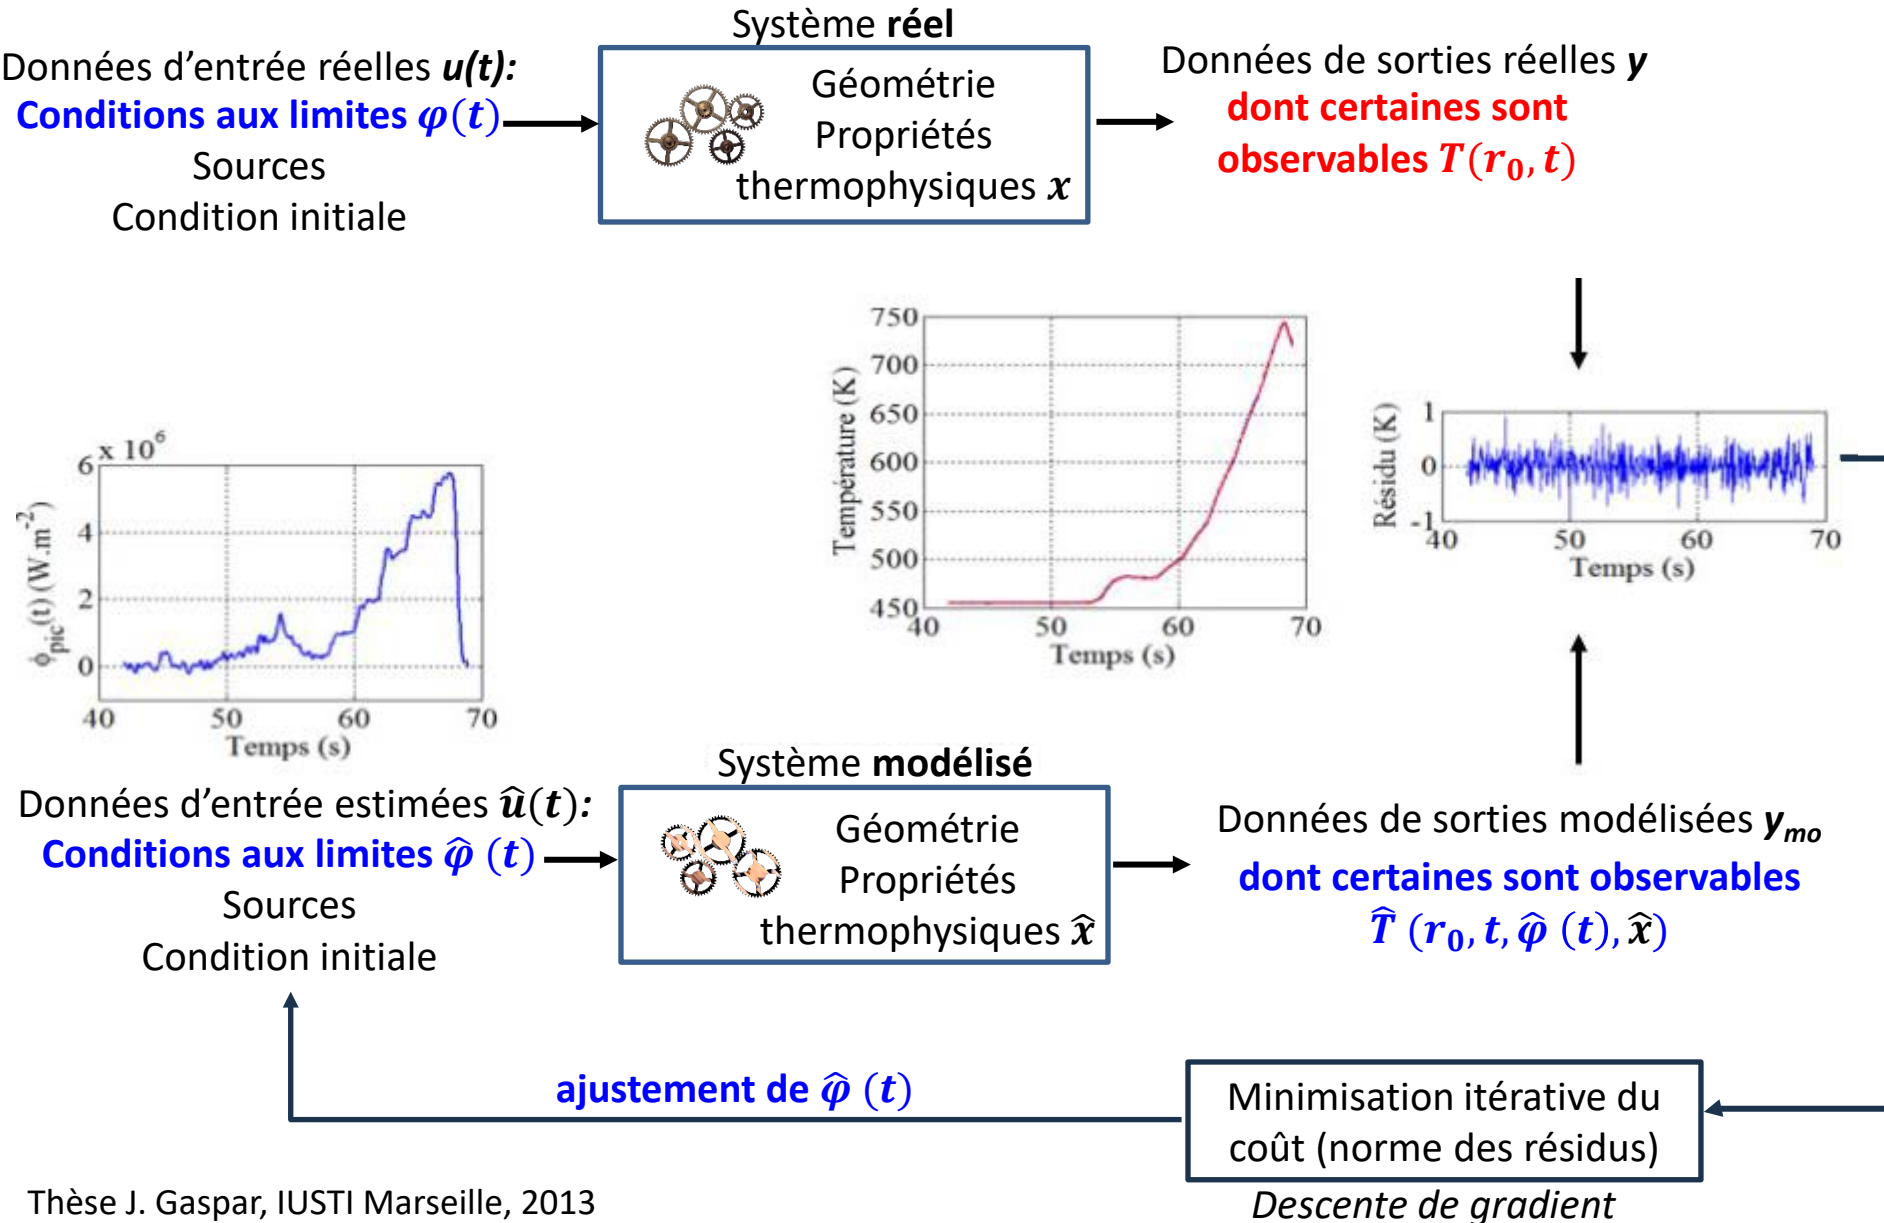 Système réel
Données d'entrée réelles u(t):
Conditions aux limites φ(t)
Sources
Condition initiale
Géométrie
Propriétés
thermophysiques x
Données de sorties réelles y
dont certaines sont
observables T(r₀, t)
750
700
650
600
550
500
450
40
50
60
70
Température (K)
Temps (s)
1
0
-1
40
50
60
70
Résidu (K)
Temps (s)
x 10⁶
6
4
2
0
40
50
60
70
ϕpic(t) (W.m⁻²)
Temps (s)
Système modélisé
Données d'entrée estimées û(t):
Conditions aux limites φ̂ (t)
Sources
Condition initiale
Géométrie
Propriétés
thermophysiques x̂
Données de sorties modélisées yₘₒ
dont certaines sont observables
T̂ (r₀, t, φ̂ (t), x̂)
ajustement de φ̂ (t)
Minimisation itérative du
coût (norme des résidus)
Descente de gradient
Thèse J. Gaspar, IUSTI Marseille, 2013